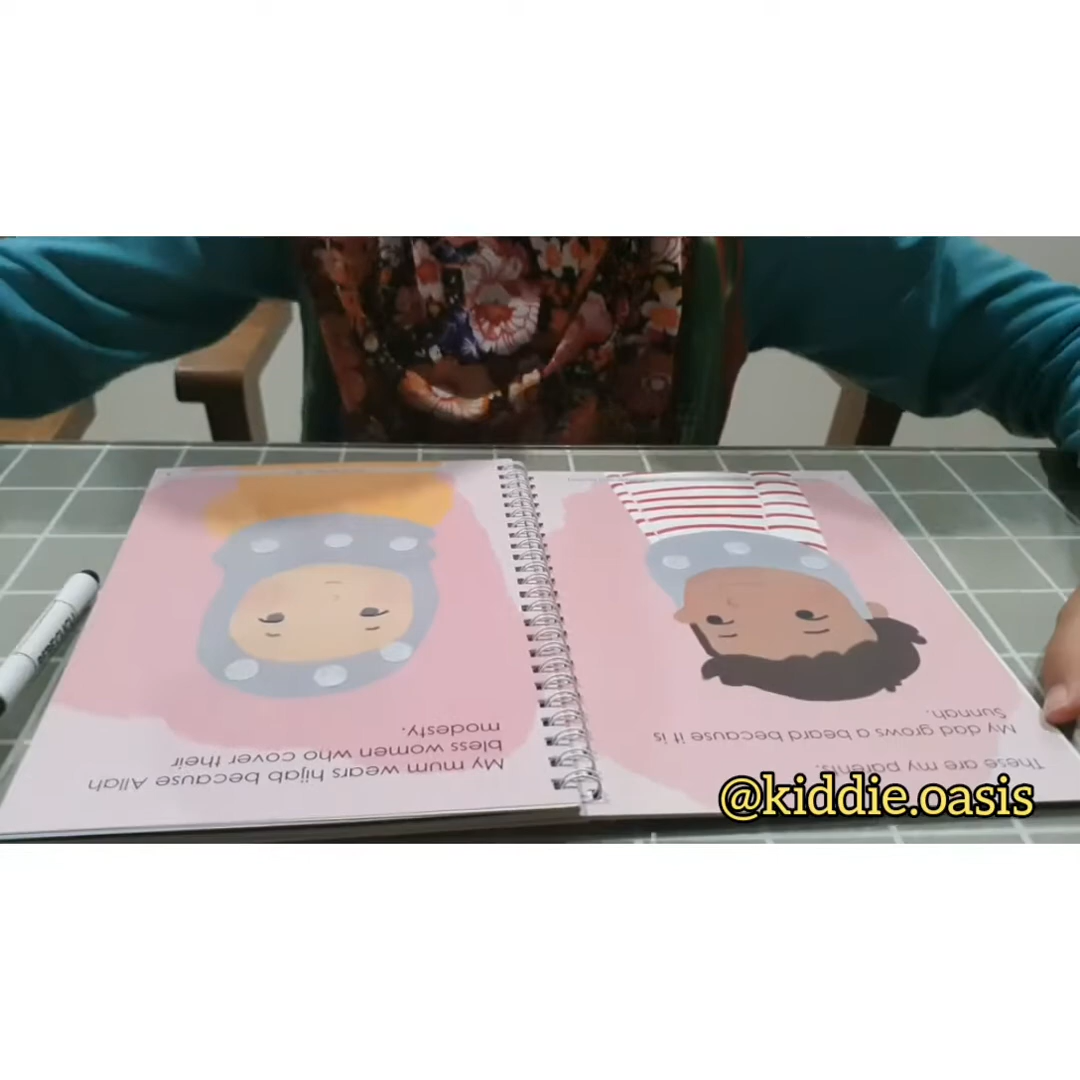 These are my parents.
My dad grows a beard because it is
Sunnah.
My mum wears hijab because Allah
bless women who cover their
modesty.
@kiddie.oasis